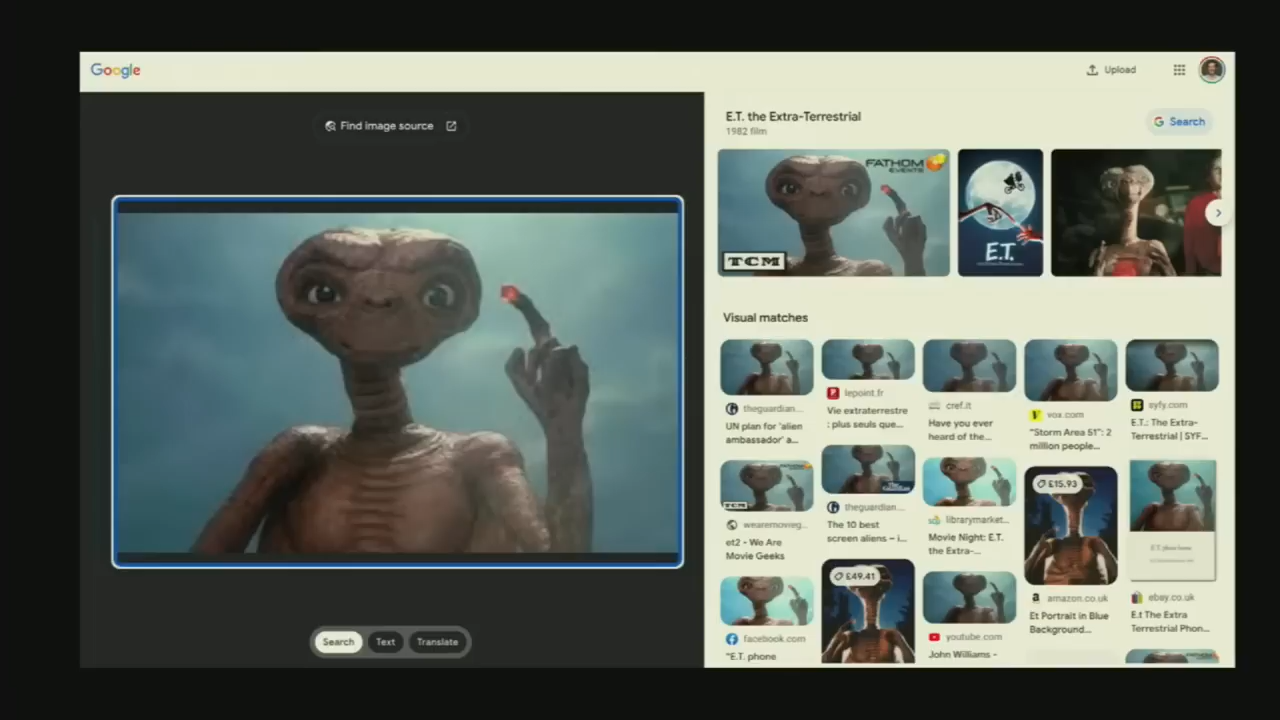 Google
Upload
Find image source
E.T. the Extra-Terrestrial
1982 film
Search
FATHOM
EVENTS
TCM
E.T.
Visual matches
theguardian...
UN plan for 'alien
ambassador' a...
lepoint.fr
Vie extraterrestre
: plus seuls que...
cref.it
Have you ever
heard of the...
vox.com
"Storm Area 51": 2
million people...
syfy.com
E.T.: The Extra-
Terrestrial | SYF...
TCM
wearemovieg...
et2 - We Are
Movie Geeks
theguardian...
The 10 best
screen aliens – i...
librarymarket...
Movie Night: E.T.
the Extra-...
£15.93
amazon.co.uk
Et Portrait in Blue
Background...
E.T. phone home
ebay.co.uk
E.t The Extra
Terrestrial Phon...
facebook.com
"E.T. phone
£49.41
youtube.com
John Williams -
Search
Text
Translate